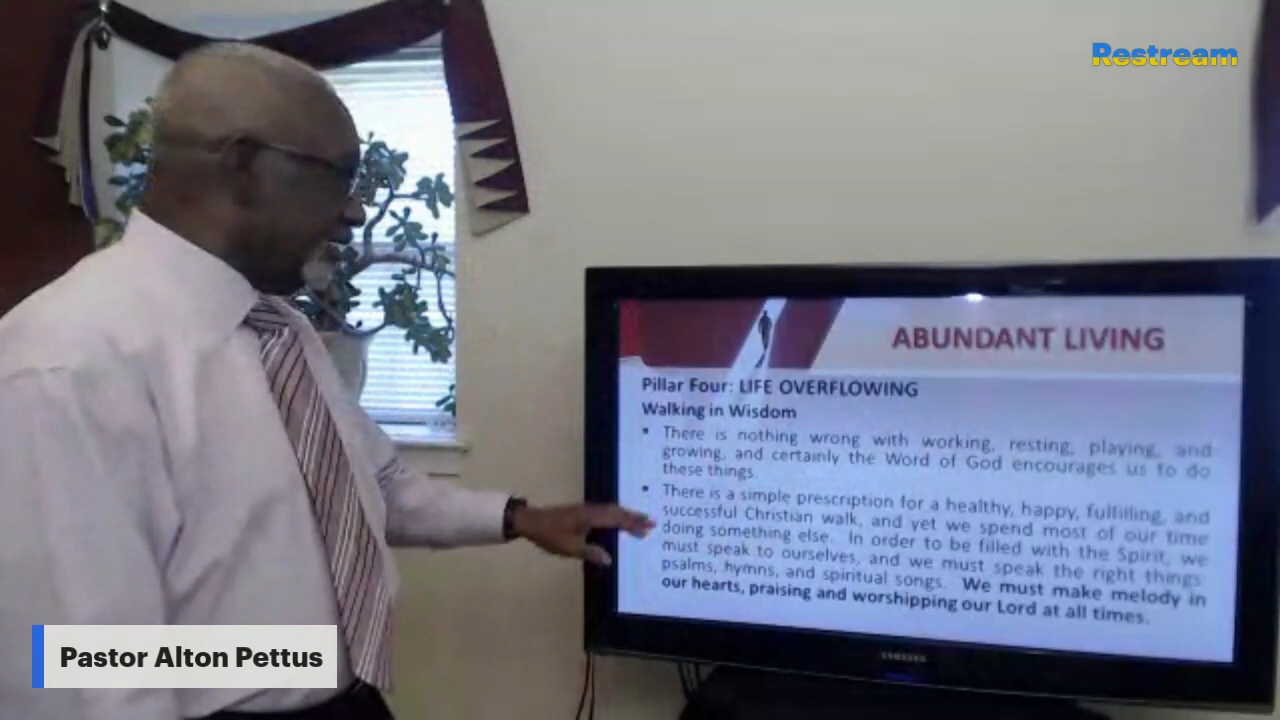 Restream
ABUNDANT LIVING
Pillar Four: LIFE OVERFLOWING
Walking in Wisdom
▪ There is nothing wrong with working, resting, playing, and
growing, and certainly the Word of God encourages us to do
these things.
▪ There is a simple prescription for a healthy, happy, fulfilling, and
successful Christian walk, and yet we spend most of our time
doing something else. In order to be filled with the Spirit, we
must speak to ourselves, and we must speak the right things
psalms, hymns, and spiritual songs. We must make melody in
our hearts, praising and worshipping our Lord at all times.
SAMSUNG
Pastor Alton Pettus